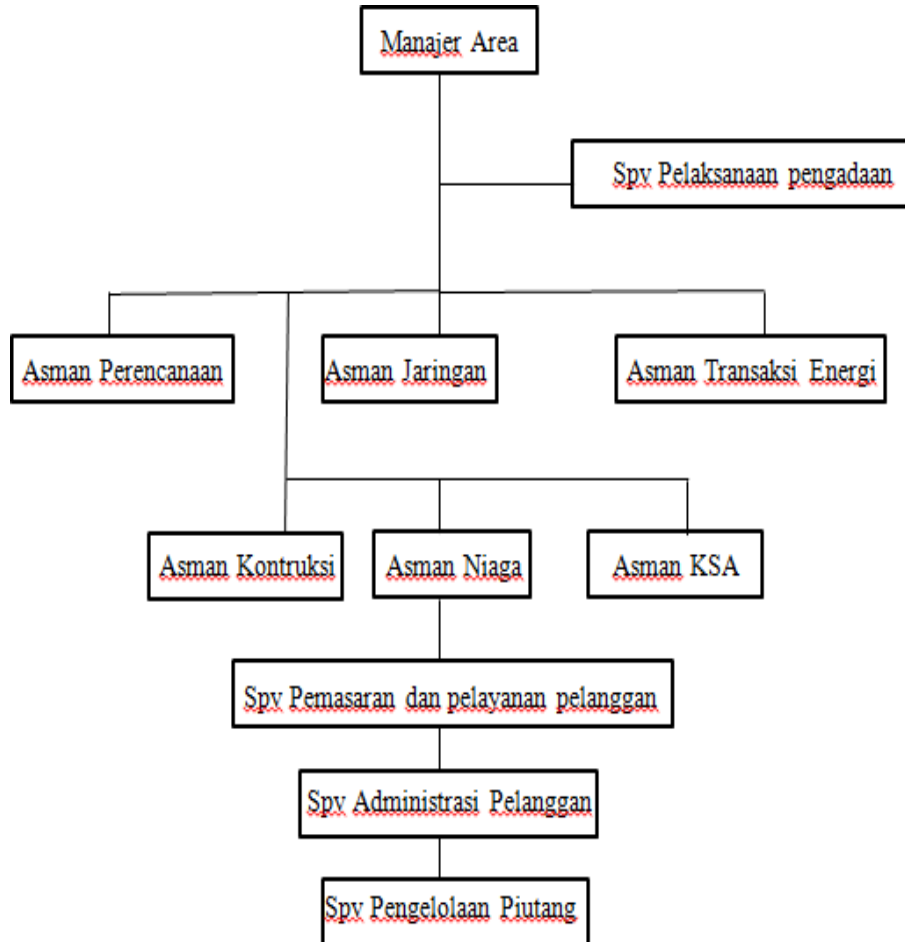 Manajer Area
Spv Pelaksanaan pengadaan
Asman Perencanaan
Asman Jaringan
Asman Transaksi Energi
Asman Kontruksi
Asman Niaga
Asman KSA
Spv Pemasaran dan pelayanan pelanggan
Spv Administrasi Pelanggan
Spv Pengelolaan Piutang